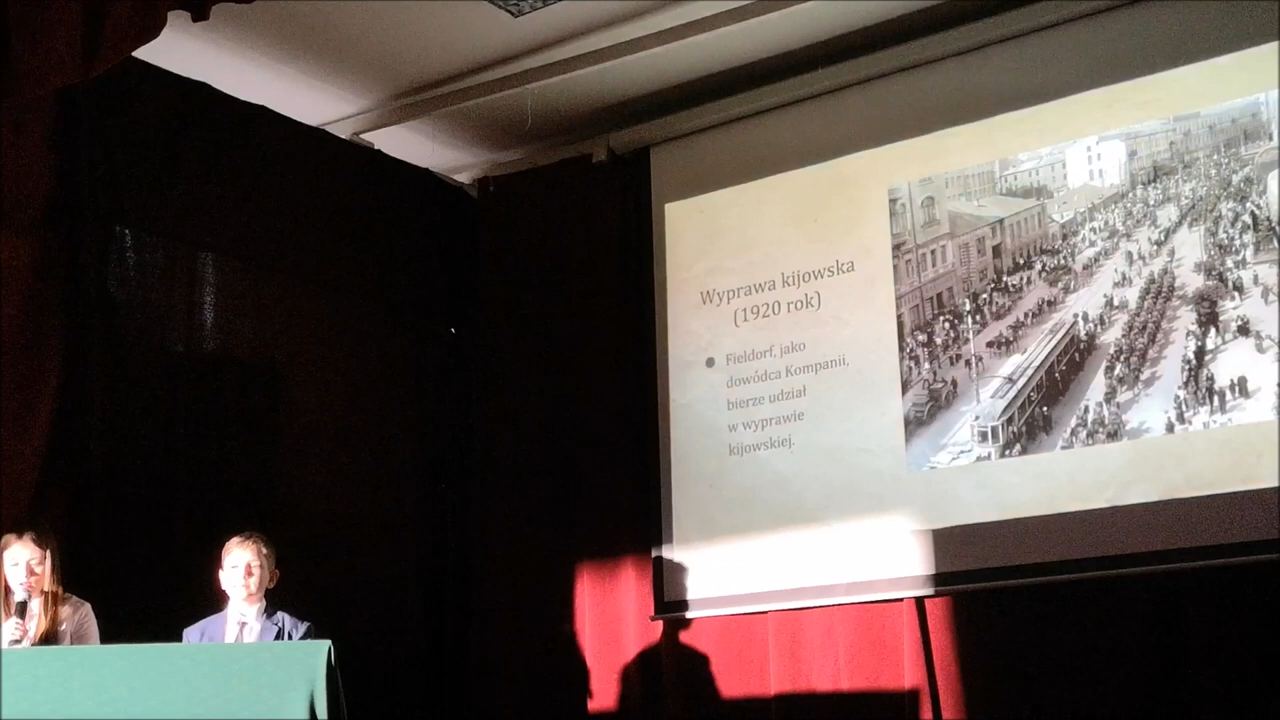 Wyprawa kijowska
(1920 rok)
Fieldorf, jako
dowódca Kompanii,
bierze udział
w wyprawie
kijowskiej.